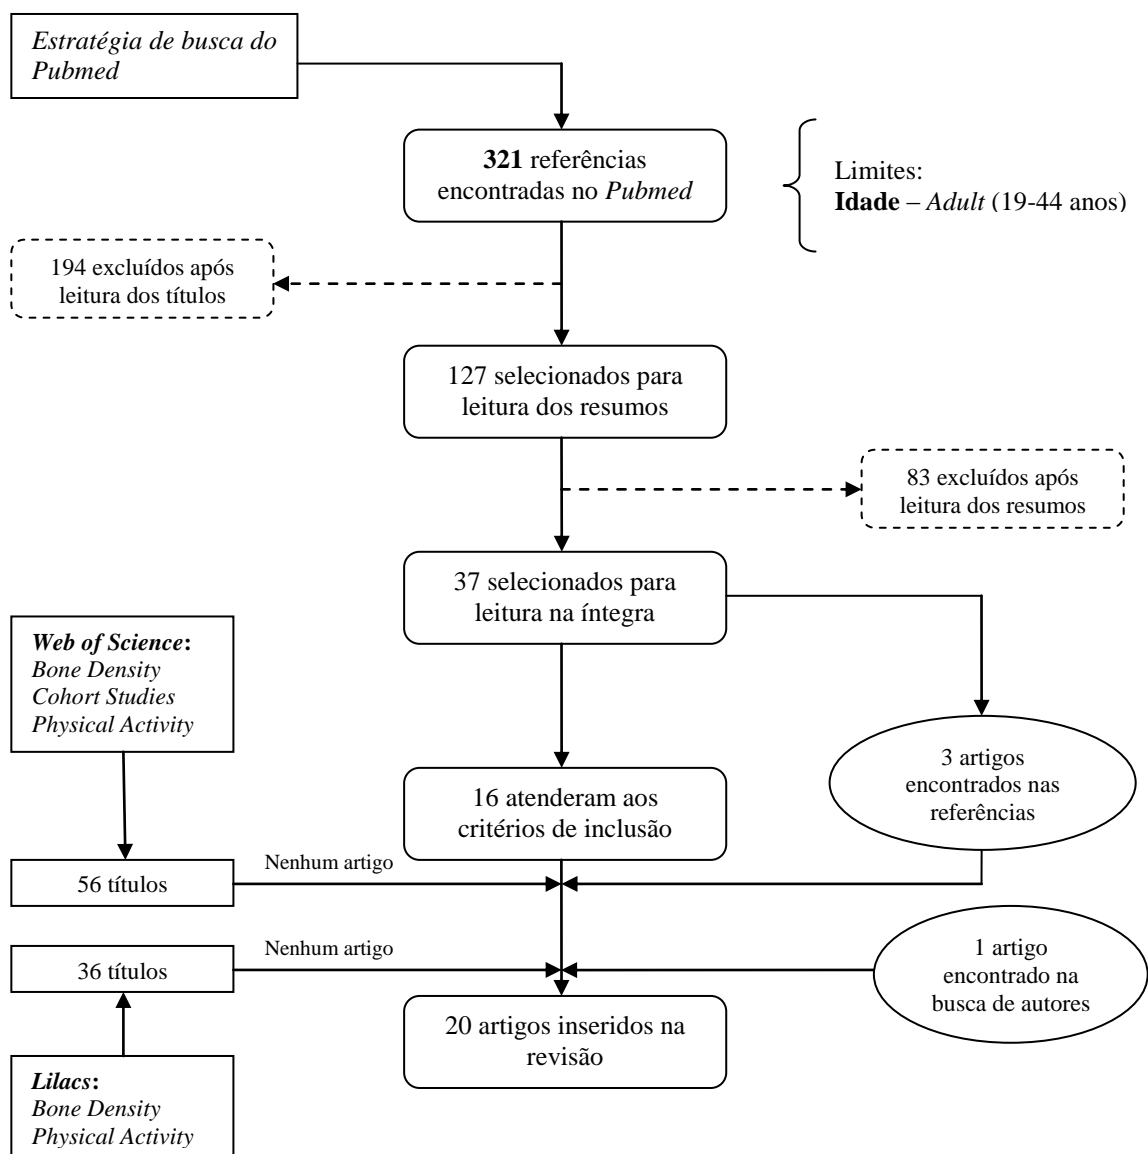 Estratégia de busca do
Pubmed
321 referências
encontradas no Pubmed
Limites:
Idade – Adult (19-44 anos)
194 excluídos após
leitura dos títulos
127 selecionados para
leitura dos resumos
83 excluídos após
leitura dos resumos
37 selecionados para
leitura na íntegra
Web of Science:
Bone Density
Cohort Studies
Physical Activity
3 artigos
encontrados nas
referências
16 atenderam aos
critérios de inclusão
56 títulos
Nenhum artigo
36 títulos
Nenhum artigo
1 artigo
encontrado na
busca de autores
20 artigos inseridos na
revisão
Lilacs:
Bone Density
Physical Activity